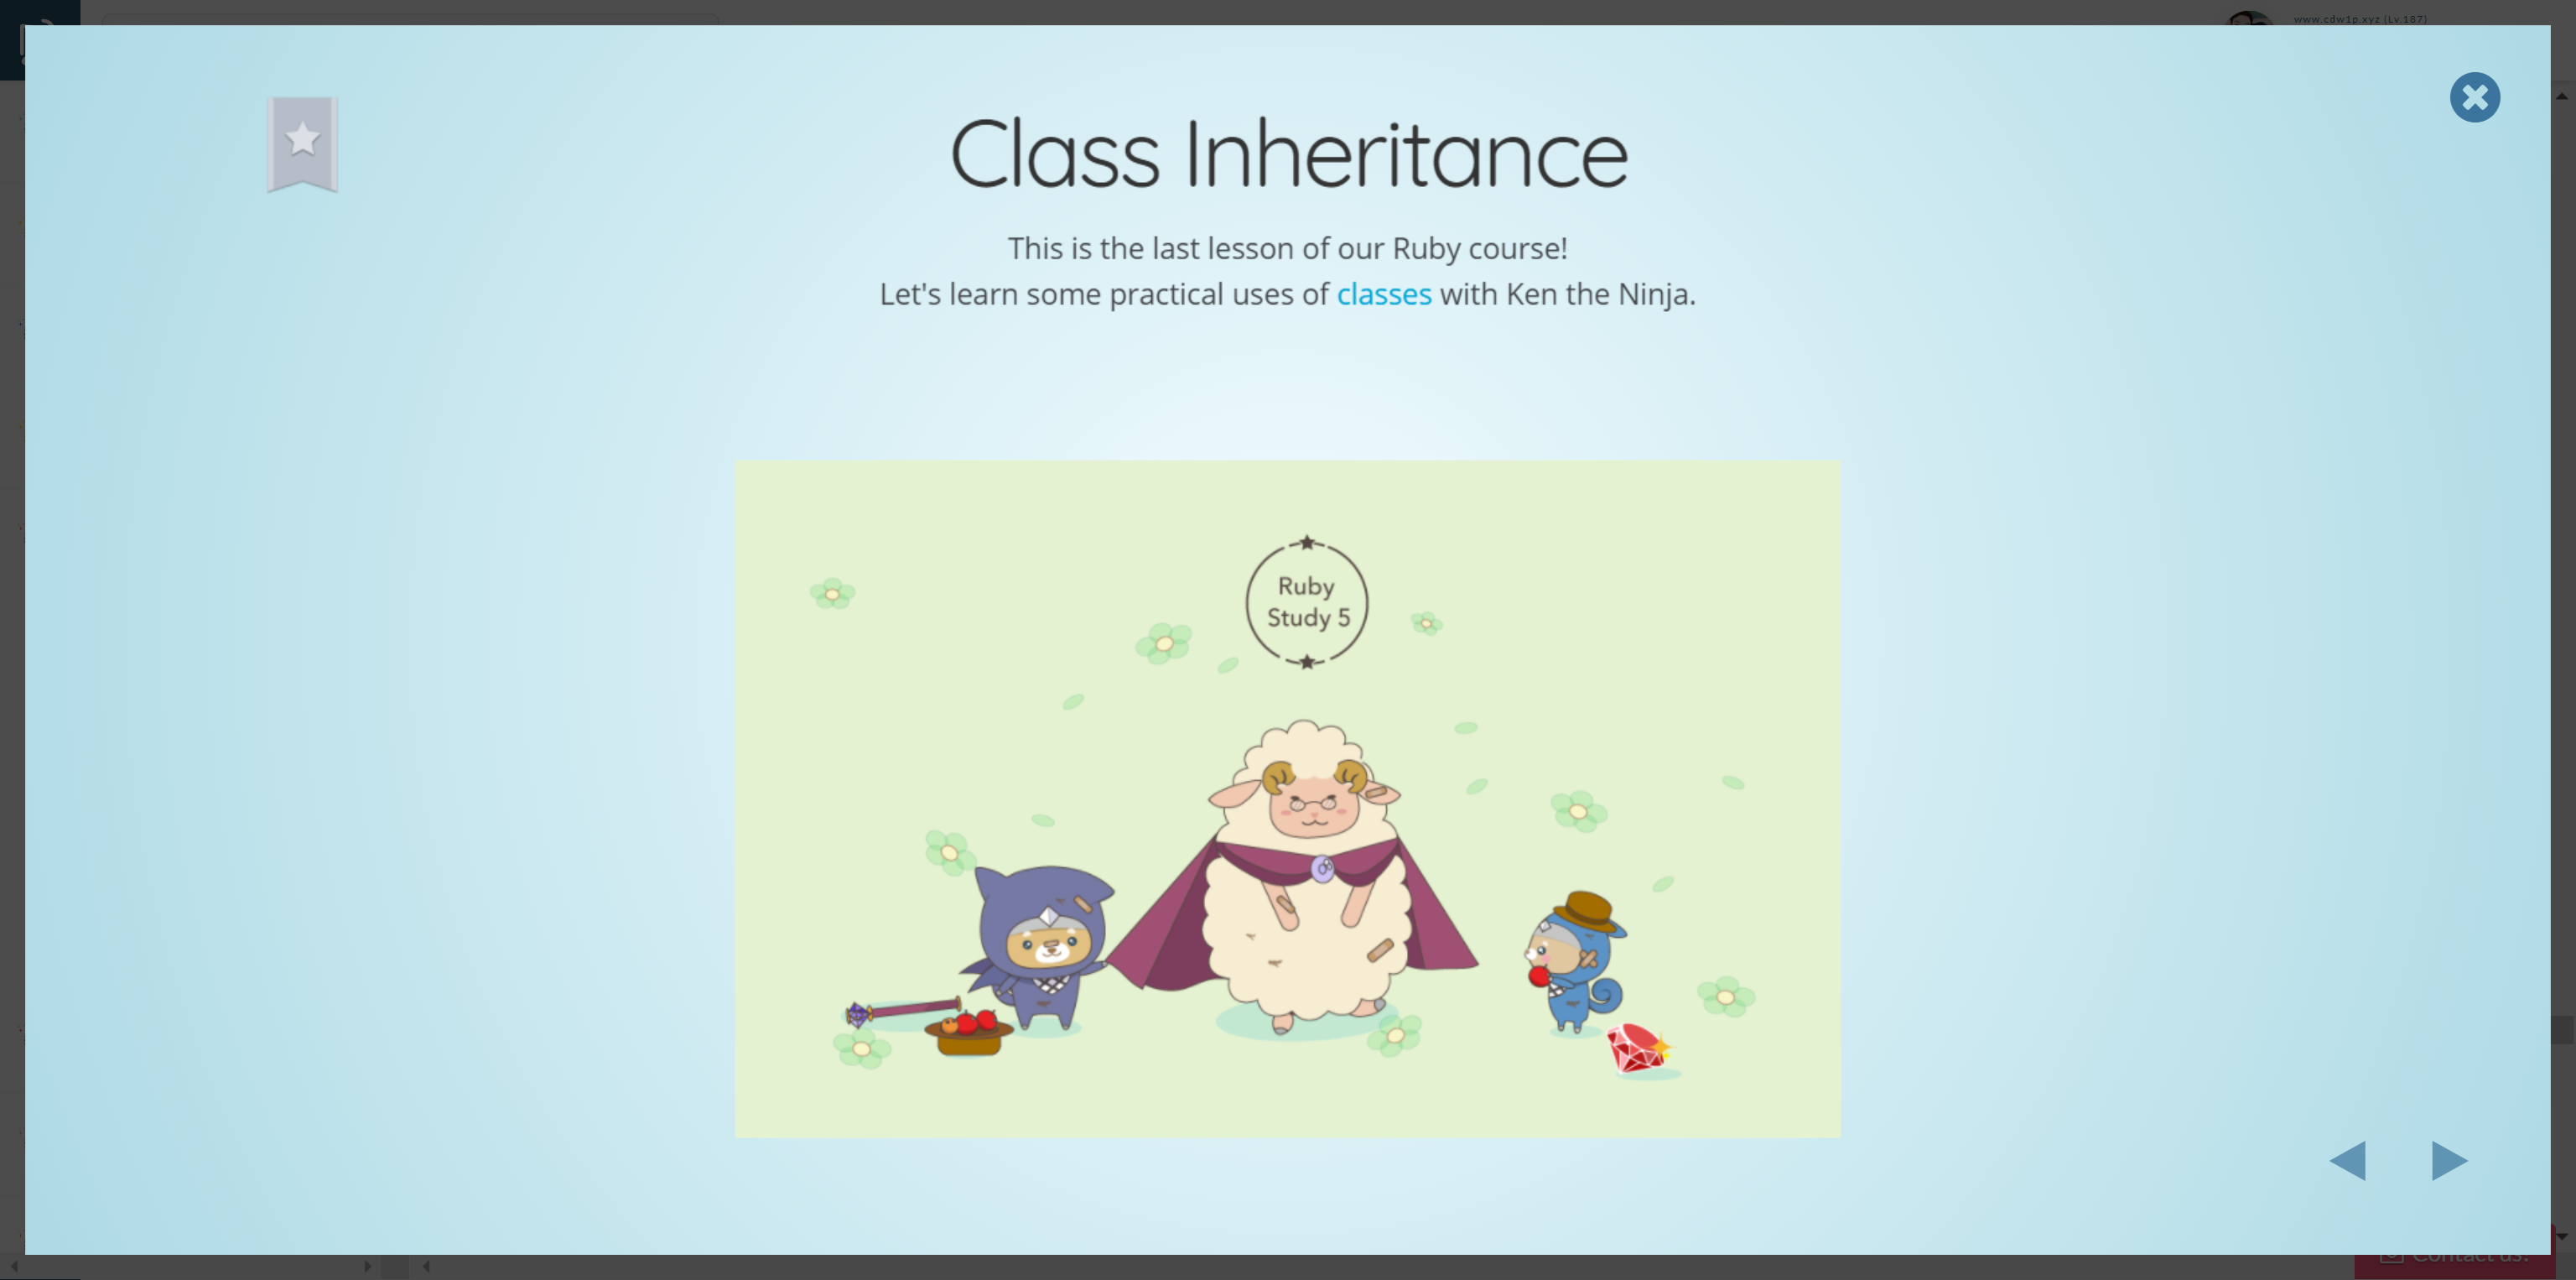 www.cdw1p.xyz (Lv.187)
Class Inheritance
This is the last lesson of our Ruby course!
Let's learn some practical uses of classes with Ken the Ninja.
Ruby
Study 5
Contact us!